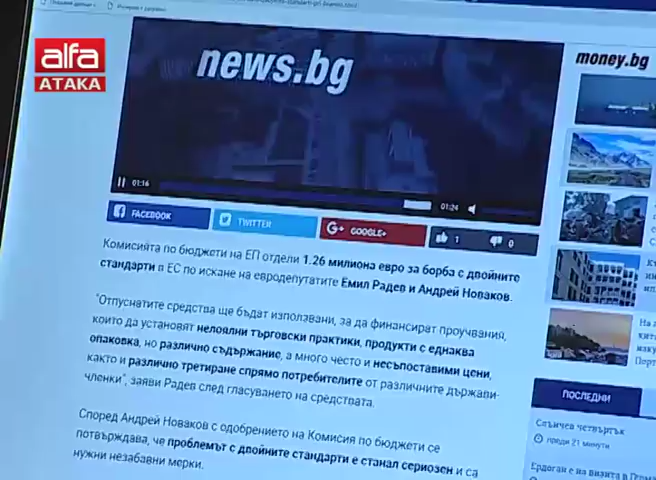 alfa
АТАКА
news.bg
money.bg
01:16
01:24
FACEBOOK
TWITTER
G+ GOOGLE+
1
0
Комисията по бюджети на ЕП отдели 1.26 милиона евро за борба с двойните
стандарти в ЕС по искане на евродепутатите Емил Радев и Андрей Новаков.
"Отпуснатите средства ще бъдат използвани, за да финансират проучвания,
които да установят нелоялни търговски практики, продукти с еднаква
опаковка, но различно съдържание, а много често и несъпоставими цени,
както и различно третиране спрямо потребителите от различните държави-
членки", заяви Радев след гласуването на средствата.
Според Андрей Новаков с одобрението на Комисия по бюджети се
потвърждава, че проблемът с двойните стандарти е станал сериозен и са
нужни незабавни мерки.
На
ПОСЛЕДНИ
Слънчев четвъртък
преди 21 минути
Ердоган е на визита в